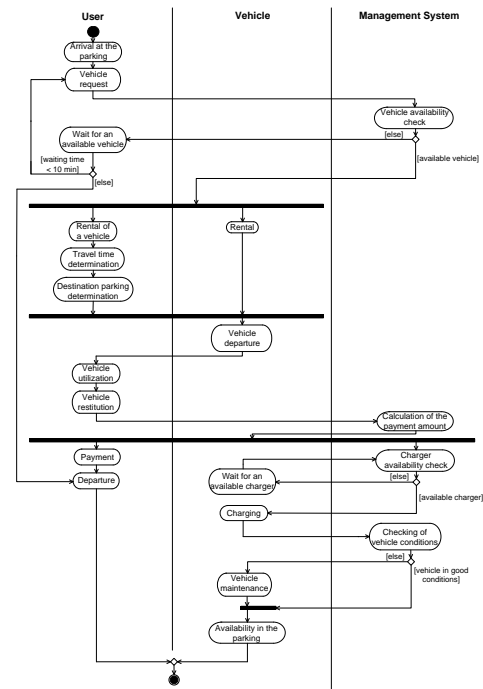 User
Vehicle
Management System
Arrival at the
parking
Vehicle
request
Vehicle availability
check
Wait for an
available vehicle
[else]
[waiting time
< 10 min]
[available vehicle]
[else]
Rental of
a vehicle
Rental
Travel time
determination
Destination parking
determination
Vehicle
departure
Vehicle
utilization
Vehicle
restitution
Calculation of the
payment amount
Payment
Charger
availability check
Departure
Wait for an
available charger
[else]
[available charger]
Charging
Checking of
vehicle conditions
[else]
[vehicle in good
conditions]
Vehicle
maintenance
Availability in the
parking